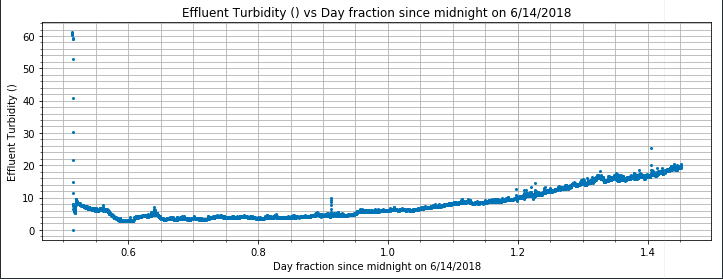 Effluent Turbidity () vs Day fraction since midnight on 6/14/2018
60
50
40
30
20
10
0
Effluent Turbidity ()
0.6 0.8 1.0 1.2 1.4
Day fraction since midnight on 6/14/2018